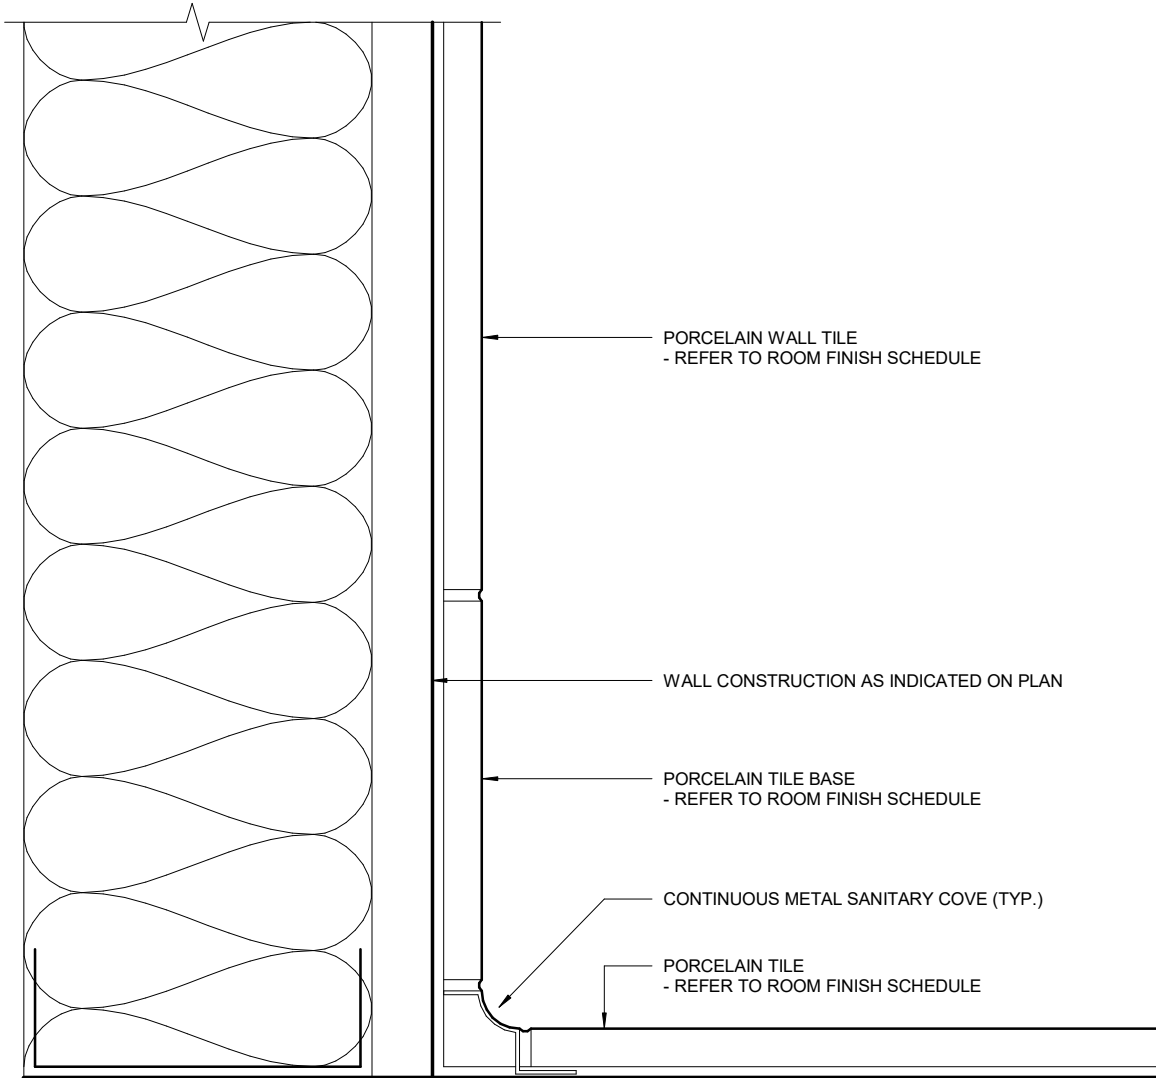 PORCELAIN WALL TILE
- REFER TO ROOM FINISH SCHEDULE
WALL CONSTRUCTION AS INDICATED ON PLAN
PORCELAIN TILE BASE
- REFER TO ROOM FINISH SCHEDULE
CONTINUOUS METAL SANITARY COVE (TYP.)
PORCELAIN TILE
- REFER TO ROOM FINISH SCHEDULE